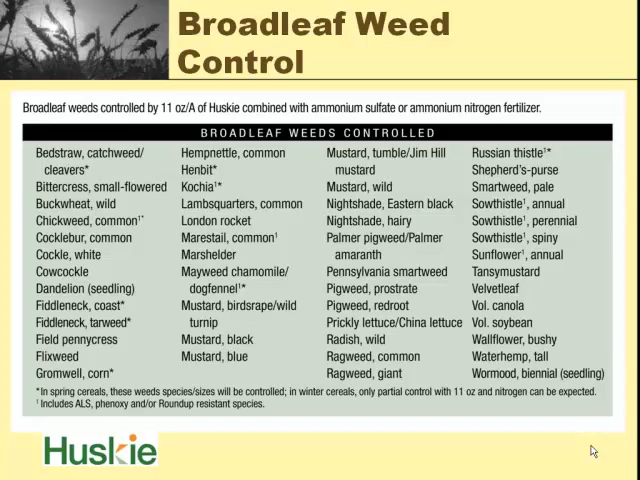 Broadleaf Weed
Control
Broadleaf weeds controlled by 11 oz/A of Huskie combined with ammonium sulfate or ammonium nitrogen fertilizer.
BROADLEAF WEEDS CONTROLLED
Bedstraw, catchweed/
cleavers*
Bittercress, small-flowered
Buckwheat, wild
Chickweed, common¹*
Cocklebur, common
Cockle, white
Cowcockle
Dandelion (seedling)
Fiddleneck, coast*
Fiddleneck, tarweed*
Field pennycress
Flixweed
Gromwell, corn*
Hempnettle, common
Henbit*
Kochia¹*
Lambsquarters, common
London rocket
Marestail, common¹
Marshelder
Mayweed chamomile/
dogfennel¹*
Mustard, birdsrape/wild
turnip
Mustard, black
Mustard, blue
Mustard, tumble/Jim Hill
mustard
Mustard, wild
Nightshade, Eastern black
Nightshade, hairy
Palmer pigweed/Palmer
amaranth
Pennsylvania smartweed
Pigweed, prostrate
Pigweed, redroot
Prickly lettuce/China lettuce
Radish, wild
Ragweed, common
Ragweed, giant
Russian thistle¹*
Shepherd's-purse
Smartweed, pale
Sowthistle¹, annual
Sowthistle¹, perennial
Sowthistle¹, spiny
Sunflower¹, annual
Tansymustard
Velvetleaf
Vol. canola
Vol. soybean
Wallflower, bushy
Waterhemp, tall
Wormood, biennial (seedling)
*In spring cereals, these weeds species/sizes will be controlled; in winter cereals, only partial control with 11 oz and nitrogen can be expected.
¹ Includes ALS, phenoxy and/or Roundup resistant species.
Huskie